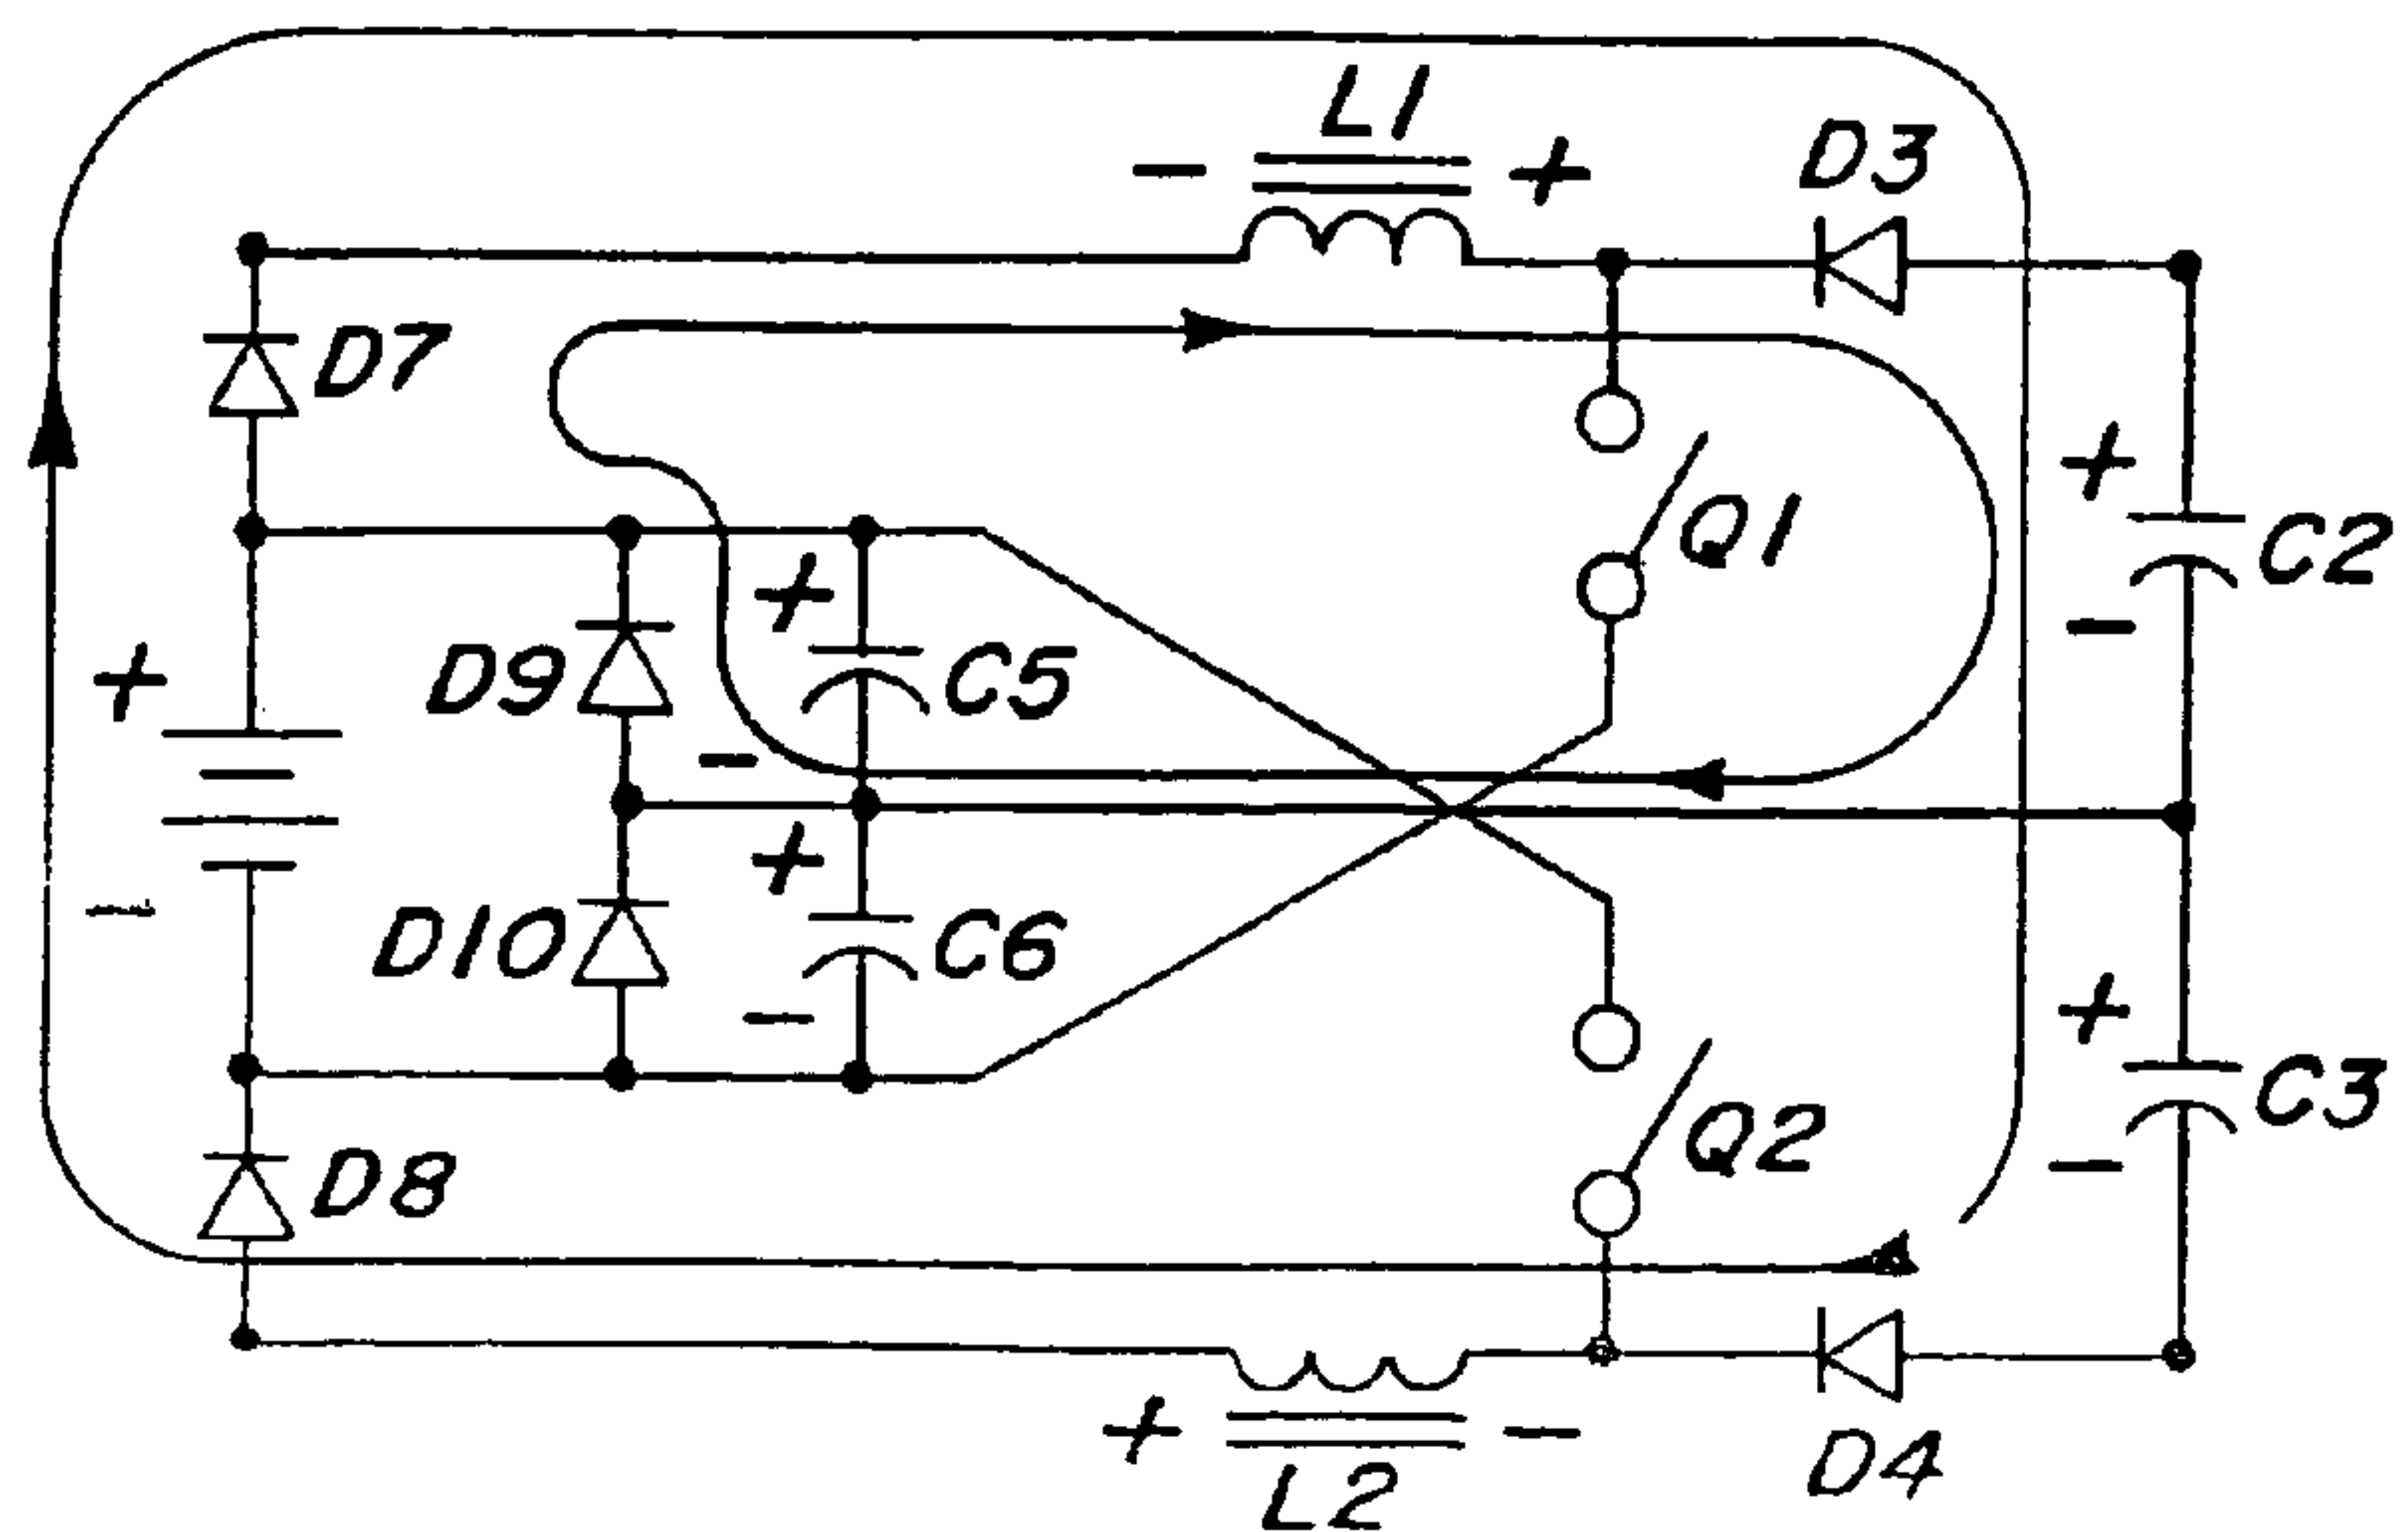 L1
- +
D3
D7
+
Q1
C2
-
+
C5
+
D9
-
+
-
D10
C6
-
+
C3
D8
Q2
-
+ -
L2
D4